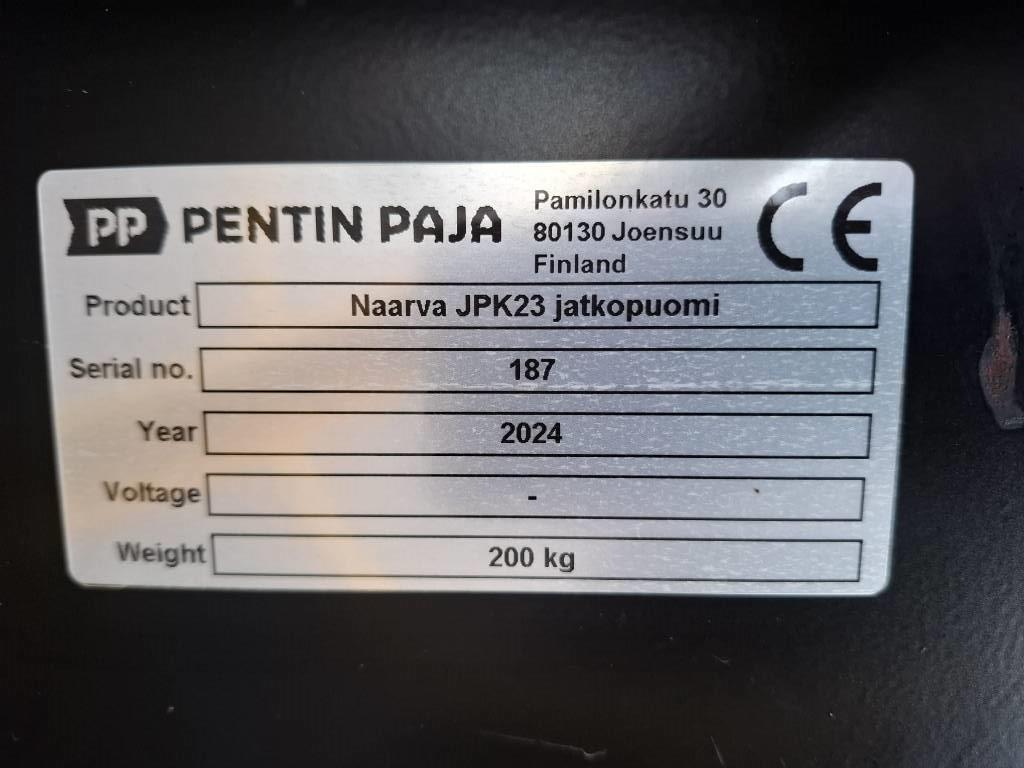 PP PENTIN PAJA
Pamilonkatu 30
80130 Joensuu
Finland
CE
Product Naarva JPK23 jatkopuomi
Serial no. 187
Year 2024
Voltage -
Weight 200 kg